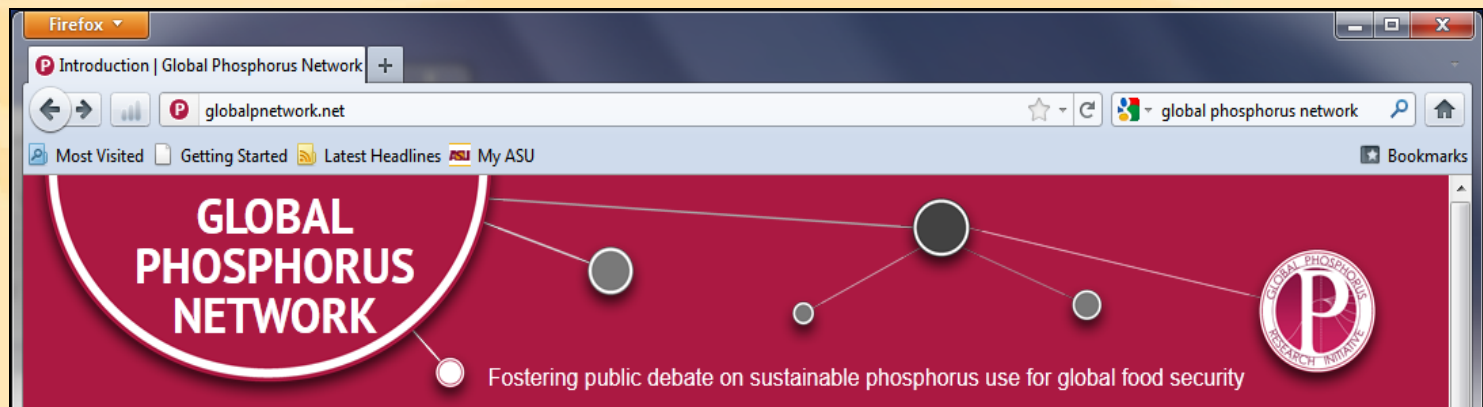 Firefox
Introduction | Global Phosphorus Network
globalpnetwork.net
global phosphorus network
Most Visited Getting Started Latest Headlines ASU My ASU
Bookmarks
GLOBAL
PHOSPHORUS
NETWORK
GLOBAL PHOSPHORUS
RESEARCH INITIATIVE
P
Fostering public debate on sustainable phosphorus use for global food security